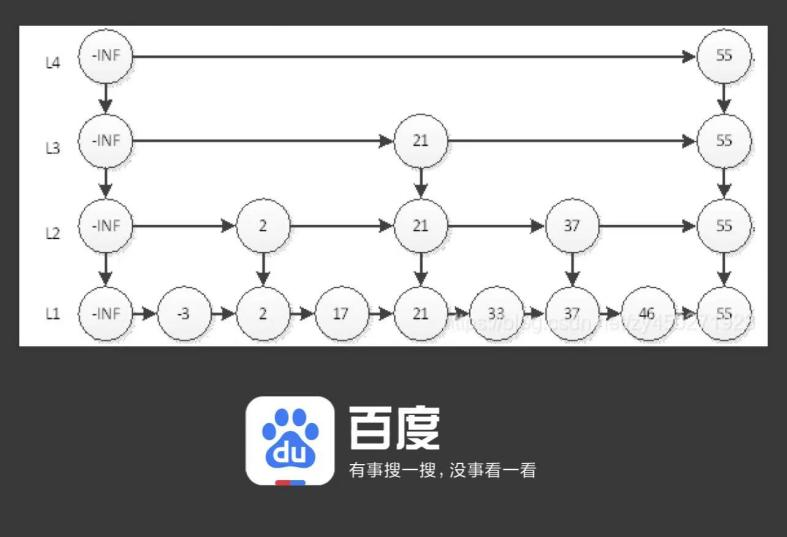 L4 -INF 55
L3 -INF 21 55
L2 -INF 2 21 37 55
L1 -INF -3 2 17 21 33 37 46 55
du 百度
有事搜一搜,没事看一看